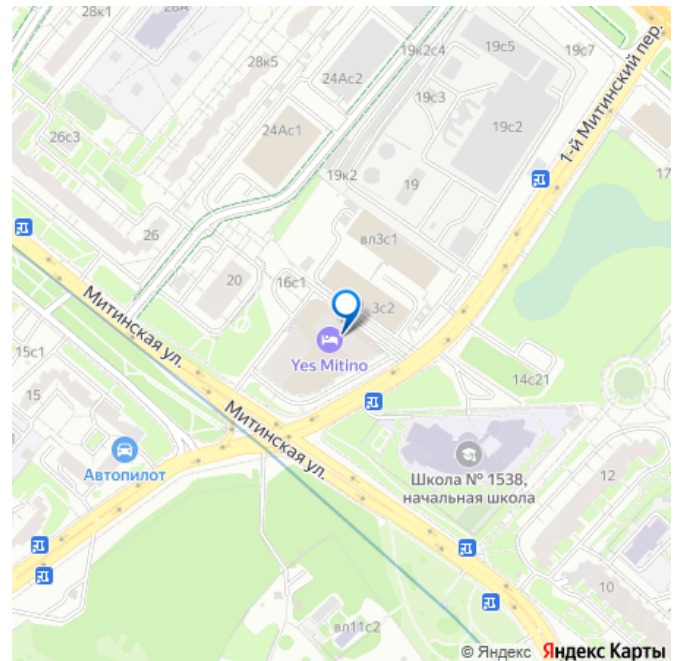 28к1
28А
19к2с4
19с5
19с7
28к5
24Ас2
1-й Митинский пер.
19с3
24Ас1
19с2
26с3
19к2
19
17
вл3с1
26
20
16с1
3с2
Митинская ул.
Yes Mitino
15с1
14с21
15
Митинская ул.
Автопилот
Школа № 1538,
начальная школа
12
10
вл11с2
© Яндекс Яндекс Карты